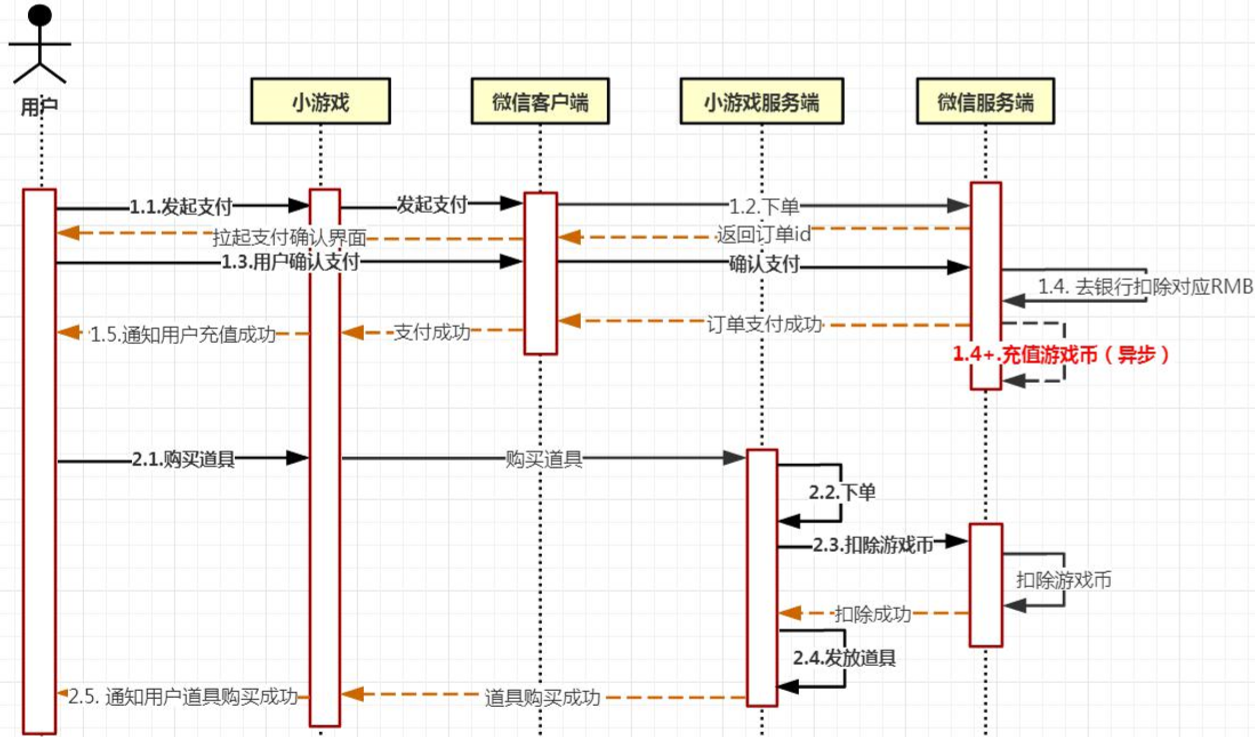 用户
小游戏
微信客户端
小游戏服务端
微信服务端
1.1.发起支付
发起支付
1.2.下单
返回订单id
拉起支付确认界面
1.3.用户确认支付
确认支付
1.4. 去银行扣除对应RMB
订单支付成功
支付成功
1.5.通知用户充值成功
1.4+.充值游戏币（异步）
2.1.购买道具
购买道具
2.2.下单
2.3.扣除游戏币
扣除游戏币
扣除成功
2.4.发放道具
道具购买成功
2.5. 通知用户道具购买成功